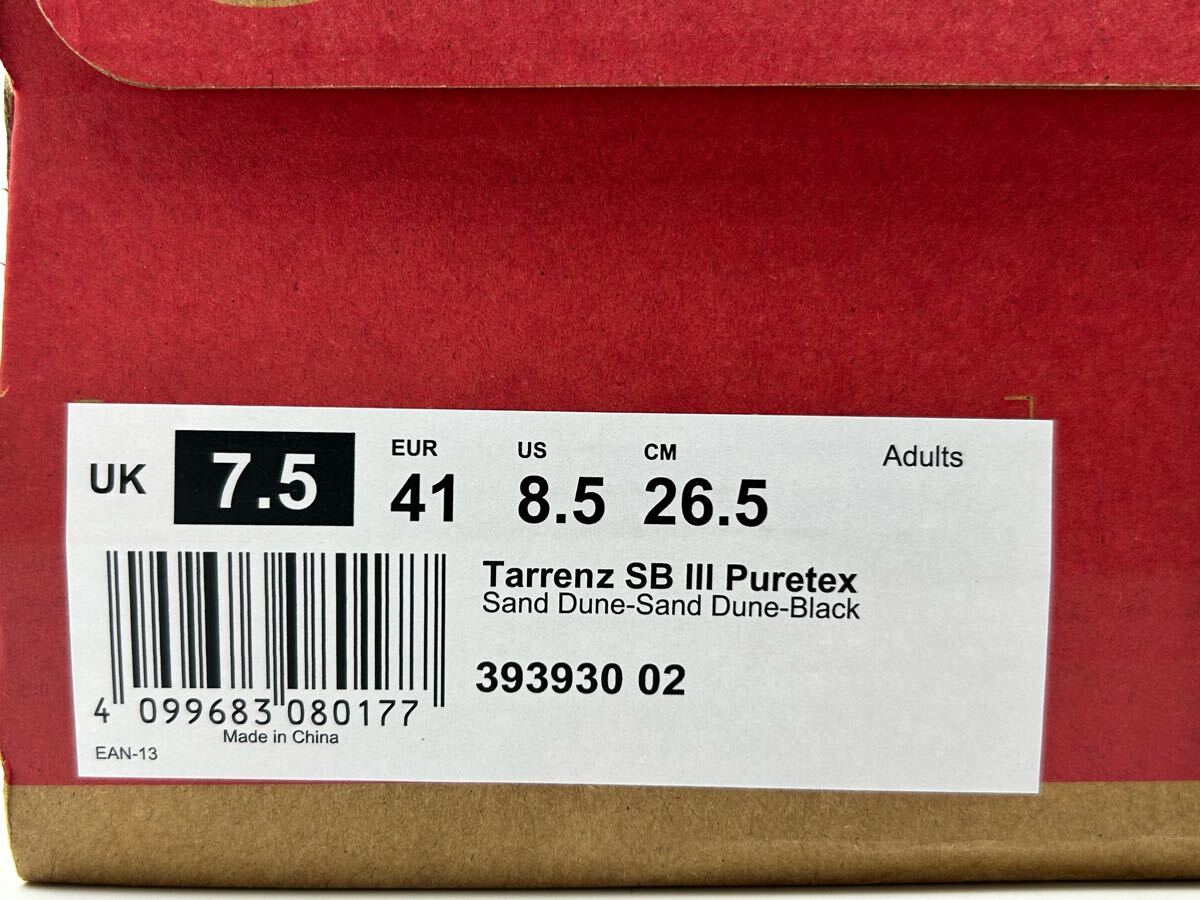 UK 7.5 EUR 41 US 8.5 CM 26.5 Adults
Tarrenz SB III Puretex
Sand Dune-Sand Dune-Black
393930 02
4 099683 080177
Made in China
EAN-13